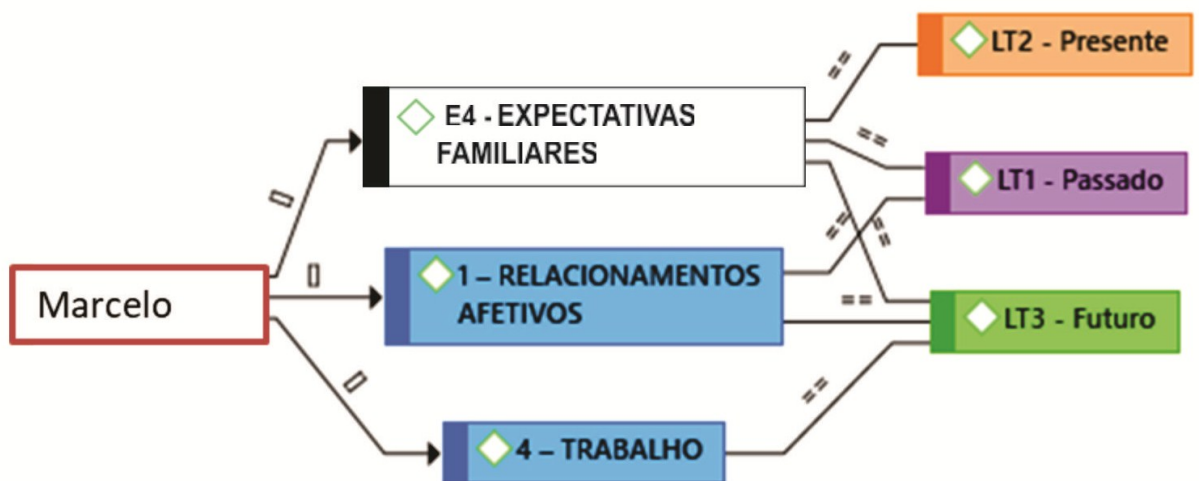 LT2 - Presente
E4 - EXPECTATIVAS
FAMILIARES
LT1 - Passado
1 – RELACIONAMENTOS
AFETIVOS
Marcelo
LT3 - Futuro
4 – TRABALHO
[]
[]
[]
==
==
==
==
==
==